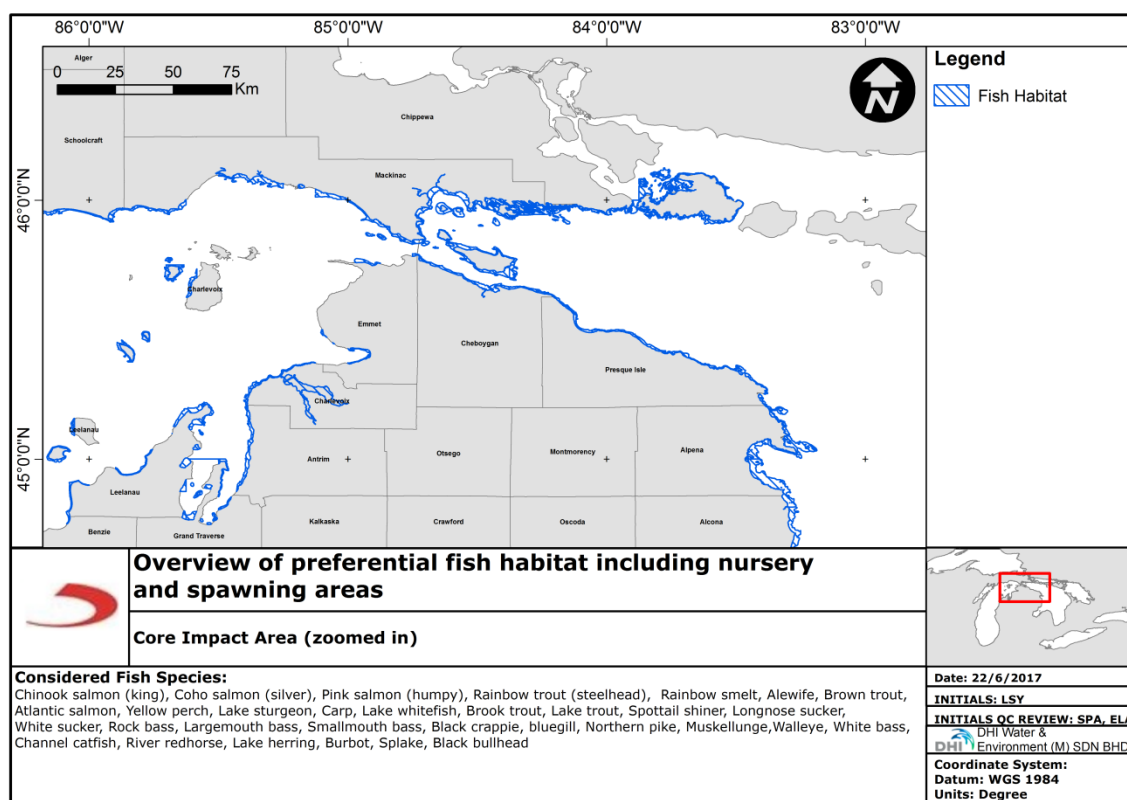 86°0'0"W
85°0'0"W
84°0'0"W
83°0'0"W
Alger
0 25 50 75
Km
N
Legend
Fish Habitat
Chippewa
Schoolcraft
Mackinac
46°0'0"N
Charlevoix
Emmet
Cheboygan
Presque Isle
Charlevoix
Leelanau
45°0'0"N
Antrim
Otsego
Montmorency
Alpena
Leelanau
Benzie
Grand Traverse
Kalkaska
Crawford
Oscoda
Alcona
Overview of preferential fish habitat including nursery
and spawning areas
Core Impact Area (zoomed in)
Considered Fish Species:
Chinook salmon (king), Coho salmon (silver), Pink salmon (humpy), Rainbow trout (steelhead), Rainbow smelt, Alewife, Brown trout,
Atlantic salmon, Yellow perch, Lake sturgeon, Carp, Lake whitefish, Brook trout, Lake trout, Spottail shiner, Longnose sucker,
White sucker, Rock bass, Largemouth bass, Smallmouth bass, Black crappie, bluegill, Northern pike, Muskellunge,Walleye, White bass,
Channel catfish, River redhorse, Lake herring, Burbot, Splake, Black bullhead
Date: 22/6/2017
INITIALS: LSY
INITIALS QC REVIEW: SPA, ELA
DHI
DHI Water &
Environment (M) SDN BHD
Coordinate System:
Datum: WGS 1984
Units: Degree